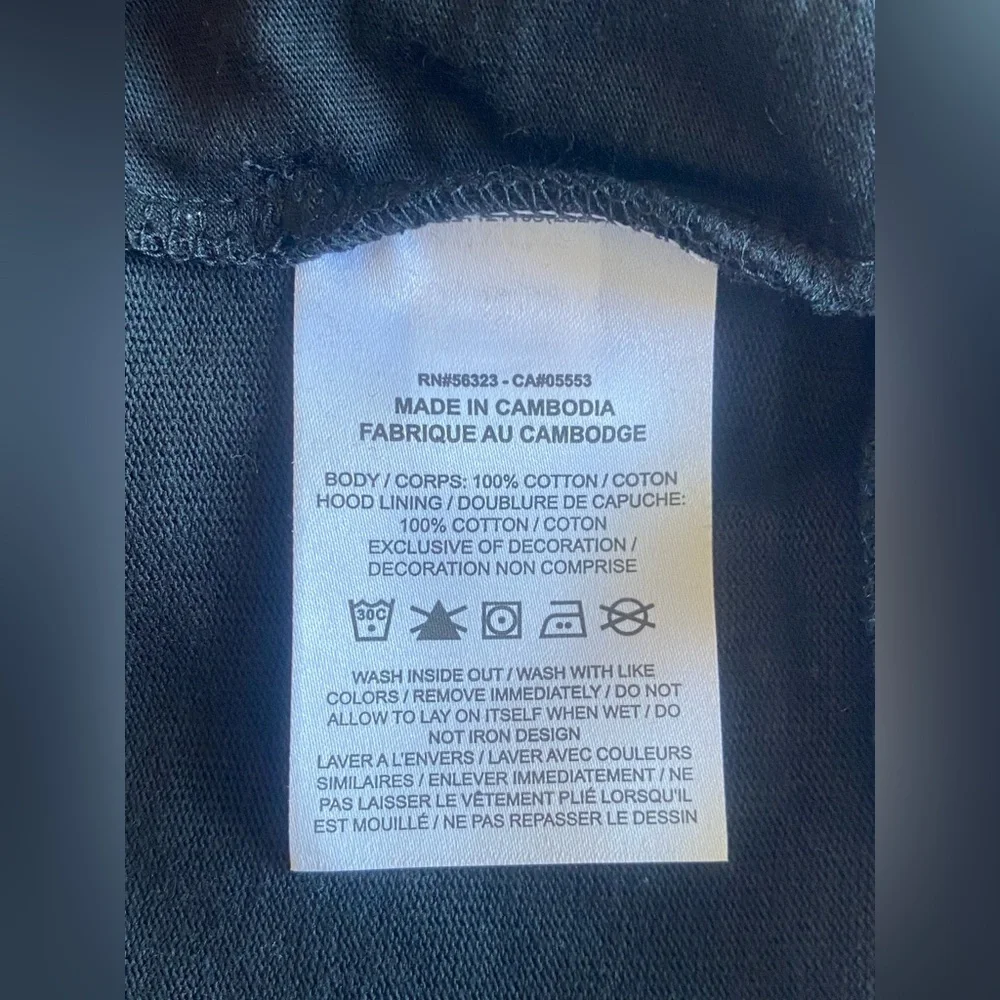 RN#56323 - CA#05553
MADE IN CAMBODIA
FABRIQUE AU CAMBODGE
BODY / CORPS: 100% COTTON / COTON
HOOD LINING / DOUBLURE DE CAPUCHE:
100% COTTON / COTON
EXCLUSIVE OF DECORATION /
DECORATION NON COMPRISE
30C
WASH INSIDE OUT / WASH WITH LIKE
COLORS / REMOVE IMMEDIATELY / DO NOT
ALLOW TO LAY ON ITSELF WHEN WET / DO
NOT IRON DESIGN
LAVER A L'ENVERS / LAVER AVEC COULEURS
SIMILAIRES / ENLEVER IMMEDIATEMENT / NE
PAS LAISSER LE VÊTEMENT PLIÉ LORSQU'IL
EST MOUILLÉ / NE PAS REPASSER LE DESSIN